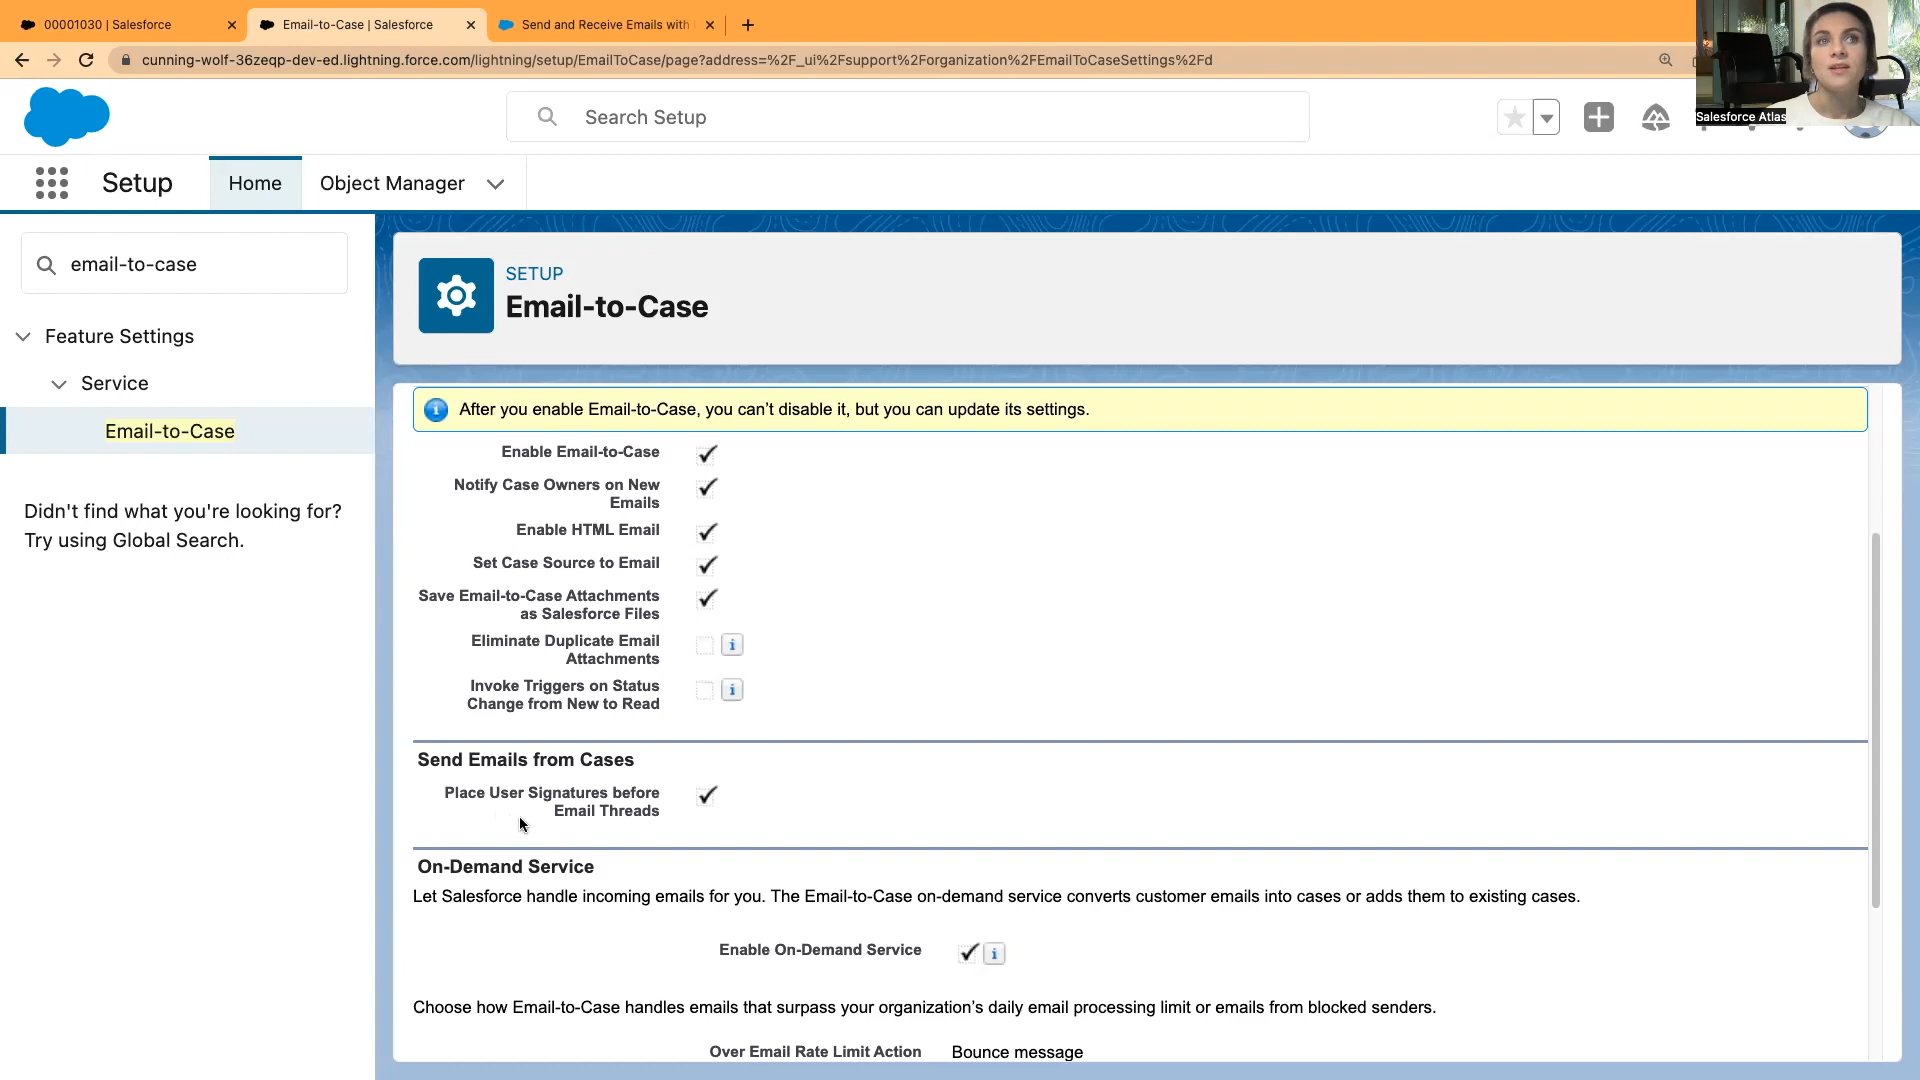 00001030 | Salesforce
Email-to-Case | Salesforce
Send and Receive Emails with
cunning-wolf-36zeqp-dev-ed.lightning.force.com/lightning/setup/EmailToCase/page?address=%2F_ui%2Fsupport%2Forganization%2FEmailToCaseSettings%2Fd
Search Setup
Salesforce Atlas
Setup
Home
Object Manager
email-to-case
Feature Settings
Service
Email-to-Case
Didn't find what you're looking for?
Try using Global Search.
SETUP
Email-to-Case
After you enable Email-to-Case, you can't disable it, but you can update its settings.
Enable Email-to-Case
Notify Case Owners on New
Emails
Enable HTML Email
Set Case Source to Email
Save Email-to-Case Attachments
as Salesforce Files
Eliminate Duplicate Email
Attachments
Invoke Triggers on Status
Change from New to Read
Send Emails from Cases
Place User Signatures before
Email Threads
On-Demand Service
Let Salesforce handle incoming emails for you. The Email-to-Case on-demand service converts customer emails into cases or adds them to existing cases.
Enable On-Demand Service
Choose how Email-to-Case handles emails that surpass your organization's daily email processing limit or emails from blocked senders.
Over Email Rate Limit Action Bounce message